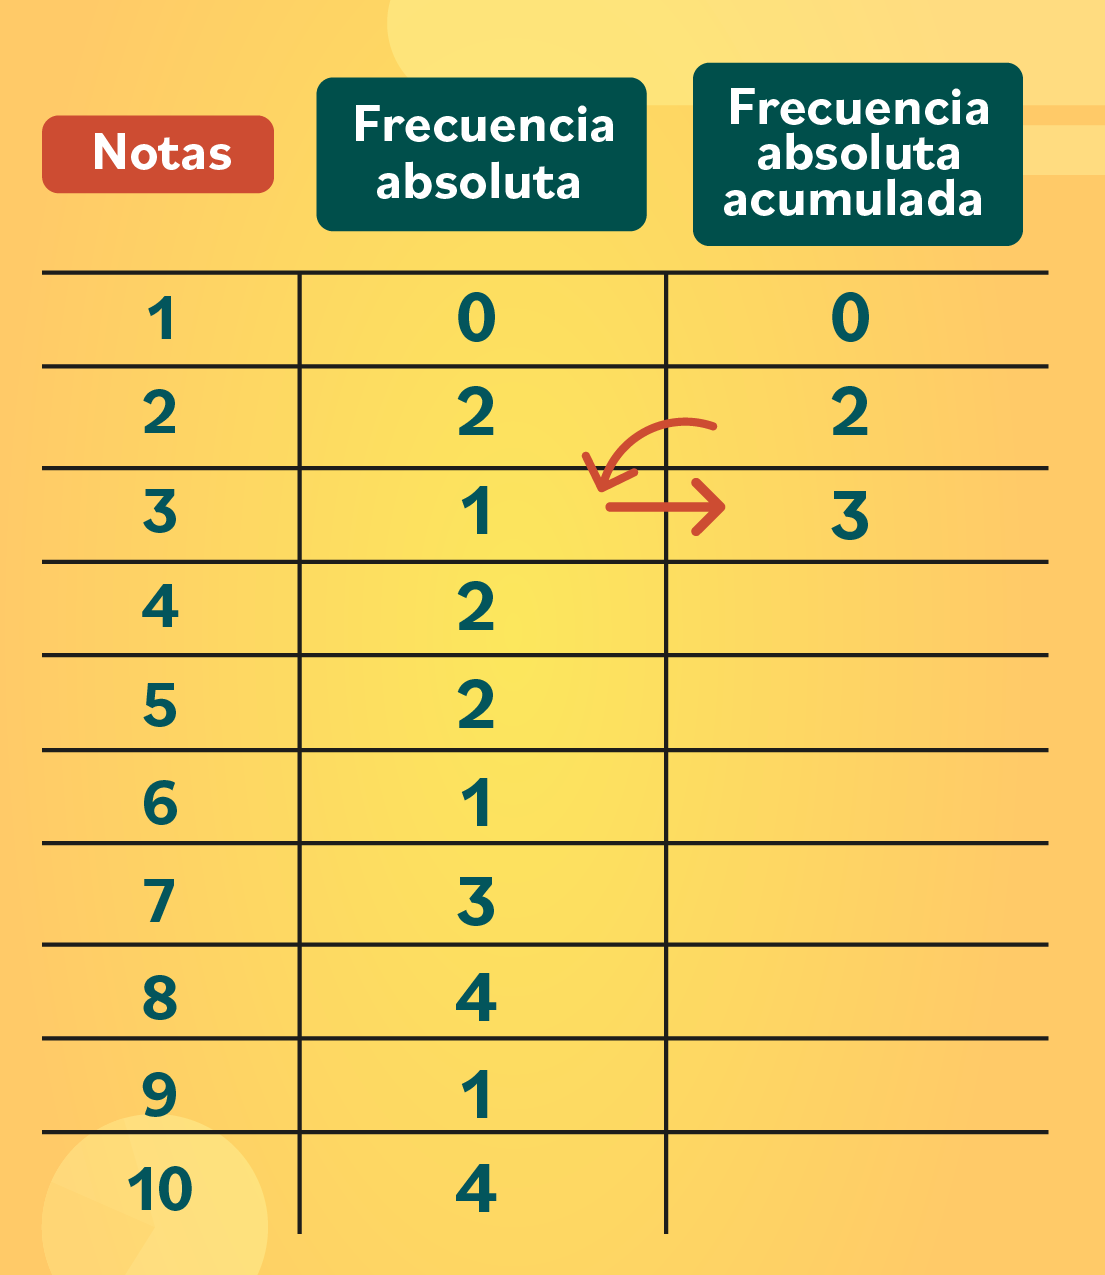 Notas
Frecuencia
absoluta
Frecuencia
absoluta
acumulada
1 0 0
2 2 2
3 1 3
4 2
5 2
6 1
7 3
8 4
9 1
10 4